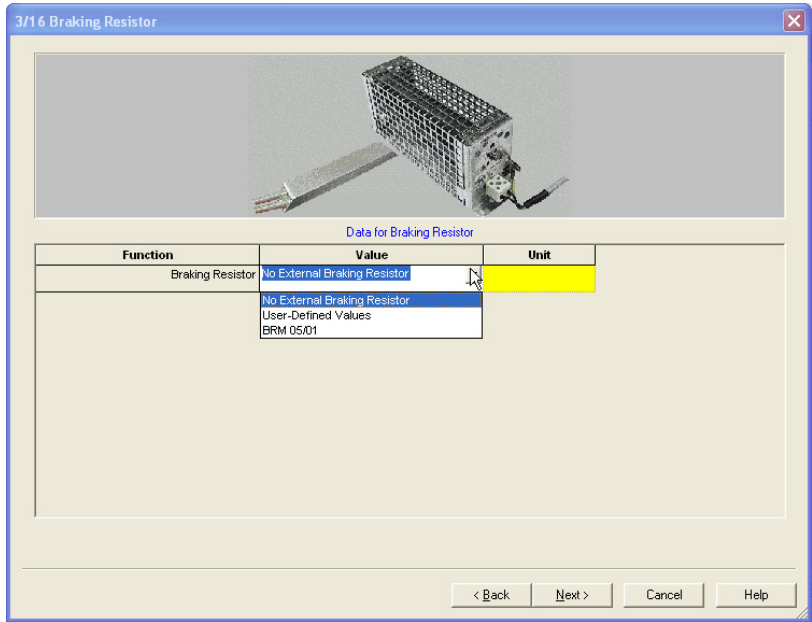 3/16 Braking Resistor
Data for Braking Resistor
Function Value Unit
Braking Resistor No External Braking Resistor
No External Braking Resistor
User-Defined Values
BRM 05/01
< Back Next > Cancel Help